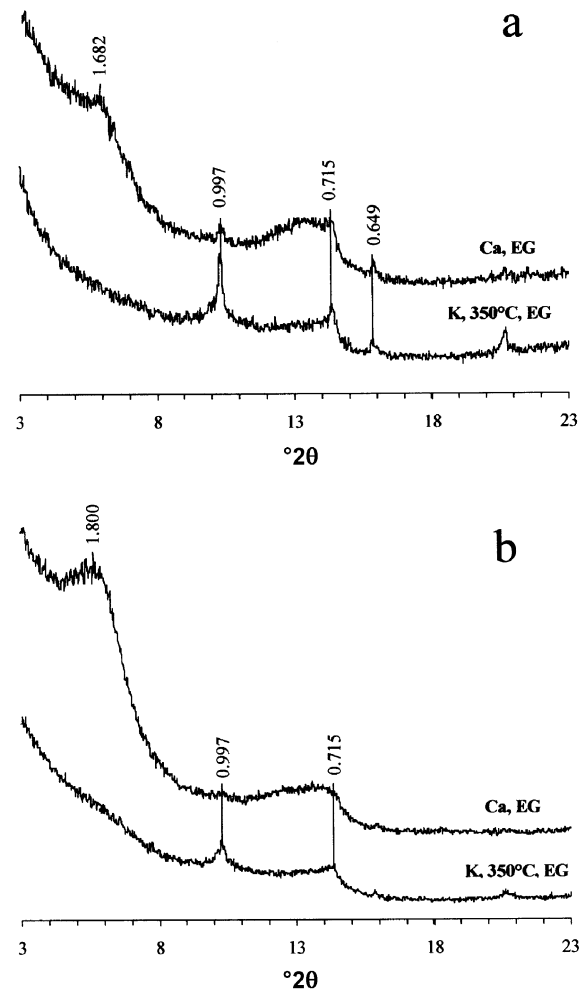 a
1.682
0.997
0.715
0.649
Ca, EG
K, 350°C, EG
3 8 13 18 23
°2θ
b
1.800
0.997
0.715
Ca, EG
K, 350°C, EG
3 8 13 18 23
°2θ